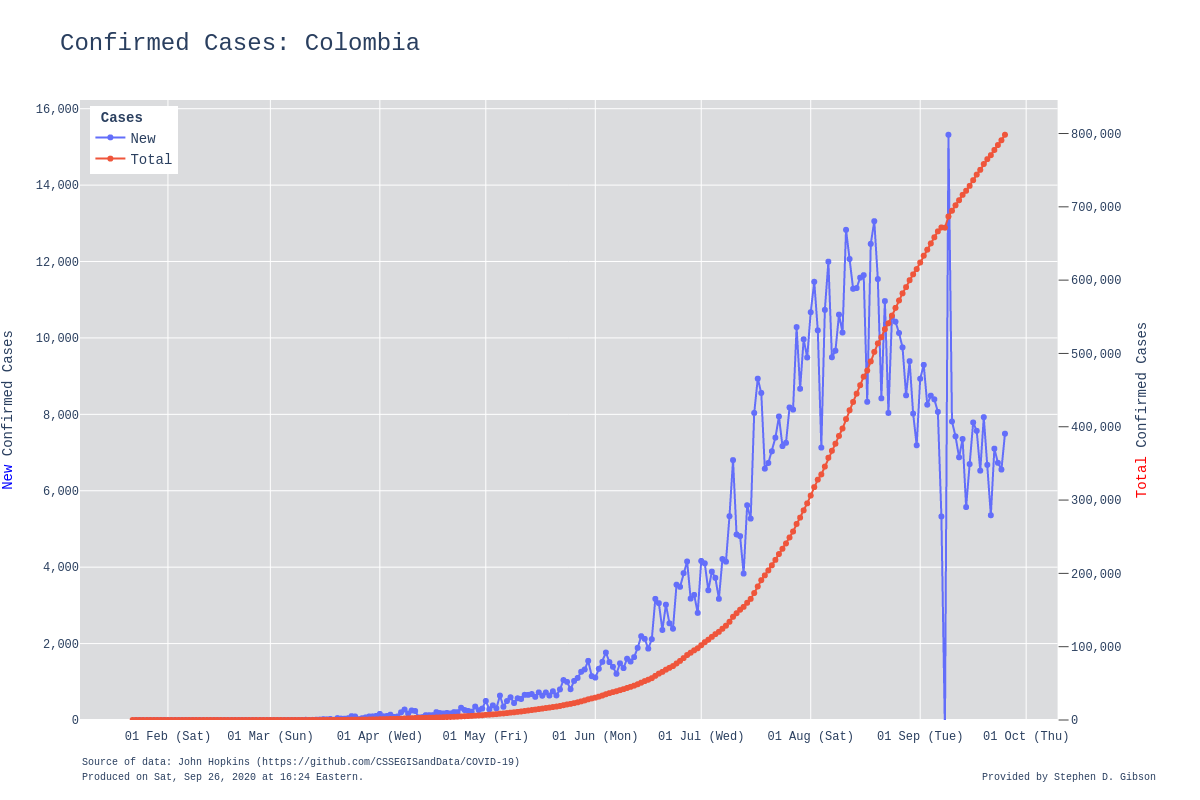 Confirmed Cases: Colombia
Cases
New
Total
16,000
14,000
12,000
10,000
8,000
6,000
4,000
2,000
0
New Confirmed Cases
800,000
700,000
600,000
500,000
400,000
300,000
200,000
100,000
0
Total Confirmed Cases
01 Feb (Sat) 01 Mar (Sun) 01 Apr (Wed) 01 May (Fri) 01 Jun (Mon) 01 Jul (Wed) 01 Aug (Sat) 01 Sep (Tue) 01 Oct (Thu)
Source of data: John Hopkins (https://github.com/CSSEGISandData/COVID-19)
Produced on Sat, Sep 26, 2020 at 16:24 Eastern.
Provided by Stephen D. Gibson